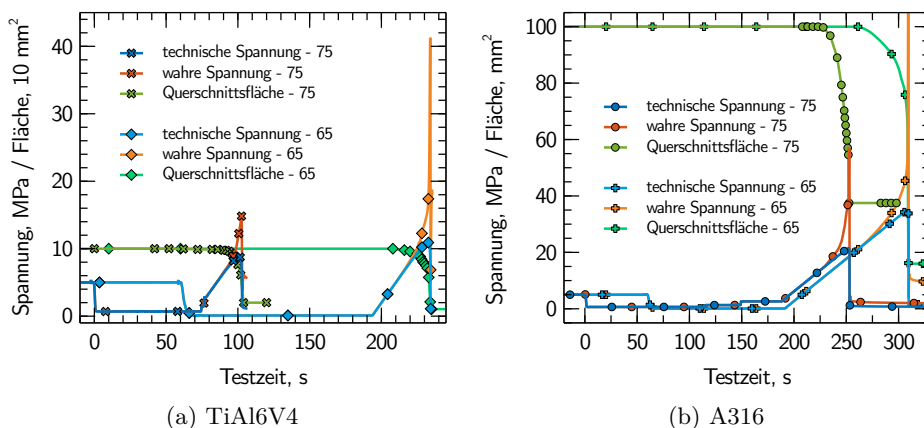 technische Spannung - 75
wahre Spannung - 75
Querschnittsfläche - 75
technische Spannung - 65
wahre Spannung - 65
Querschnittsfläche - 65
Spannung, MPa / Fläche, 10 mm²
0
10
20
30
40
0
100
200
Testzeit, s
(a) TiAl6V4
technische Spannung - 75
wahre Spannung - 75
Querschnittsfläche - 75
technische Spannung - 65
wahre Spannung - 65
Querschnittsfläche - 65
Spannung, MPa / Fläche, mm²
0
20
40
60
80
100
0
50
100
150
200
250
300
Testzeit, s
(b) A316